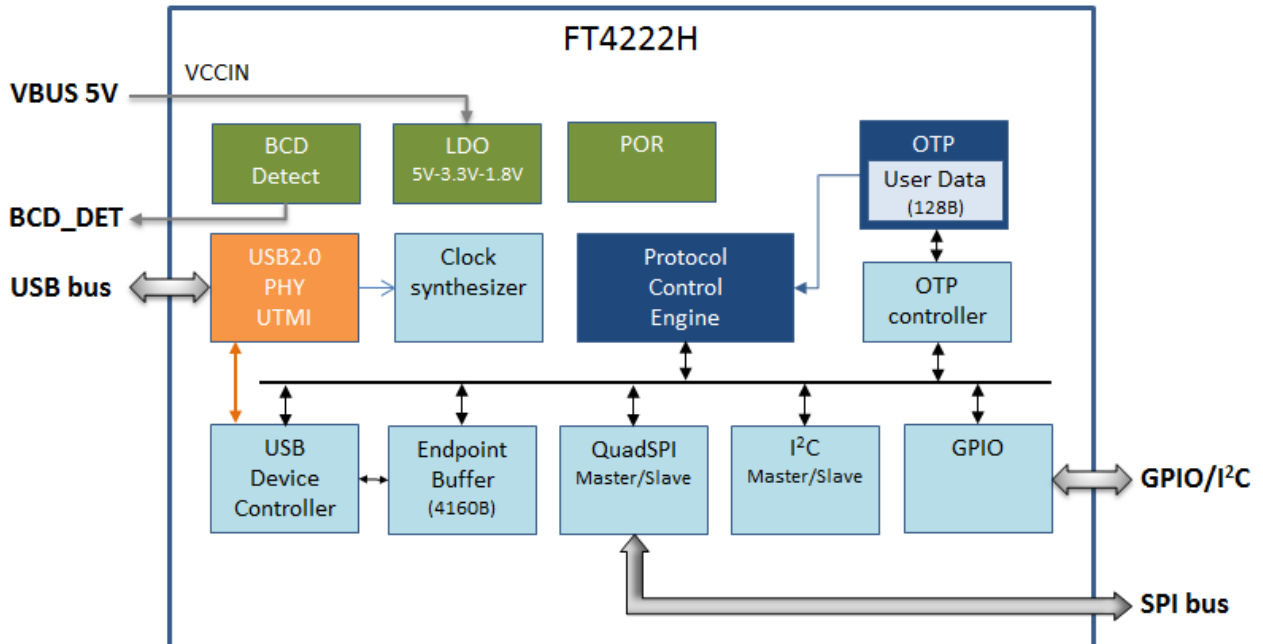 FT4222H
VCCIN
VBUS 5V
BCD
Detect
LDO
5V-3.3V-1.8V
POR
OTP
User Data
(128B)
BCD_DET
USB2.0
PHY
UTMI
Clock
synthesizer
Protocol
Control
Engine
OTP
controller
USB bus
USB
Device
Controller
Endpoint
Buffer
(4160B)
QuadSPI
Master/Slave
I²C
Master/Slave
GPIO
GPIO/I²C
SPI bus